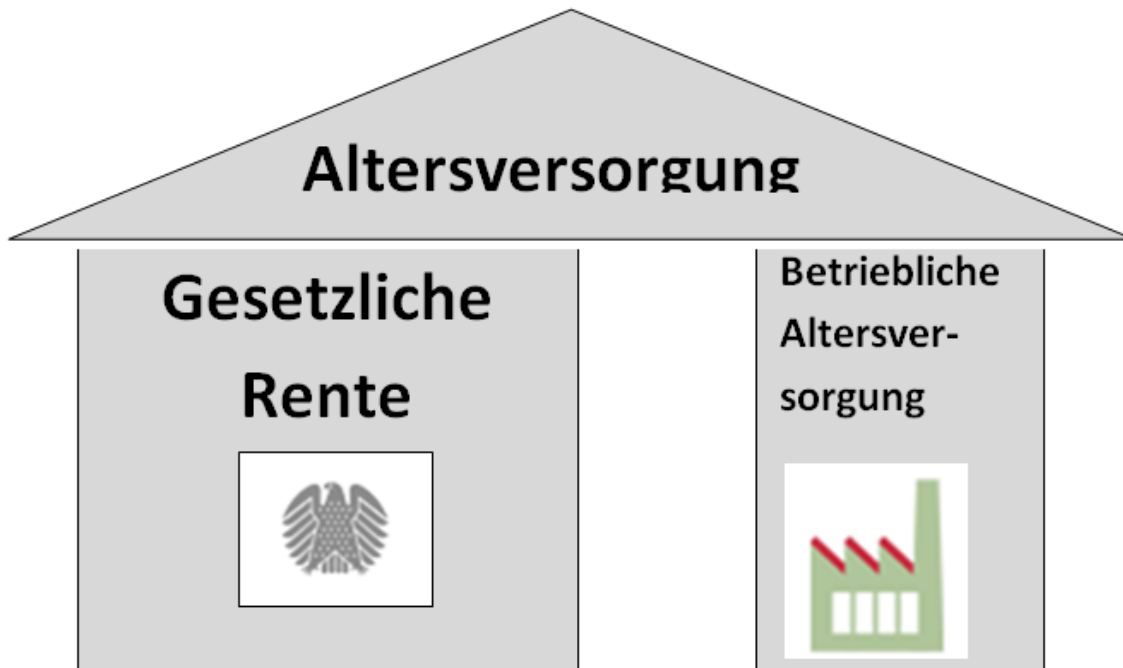 Altersversorgung
Gesetzliche
Rente
Betriebliche
Altersver-
sorgung